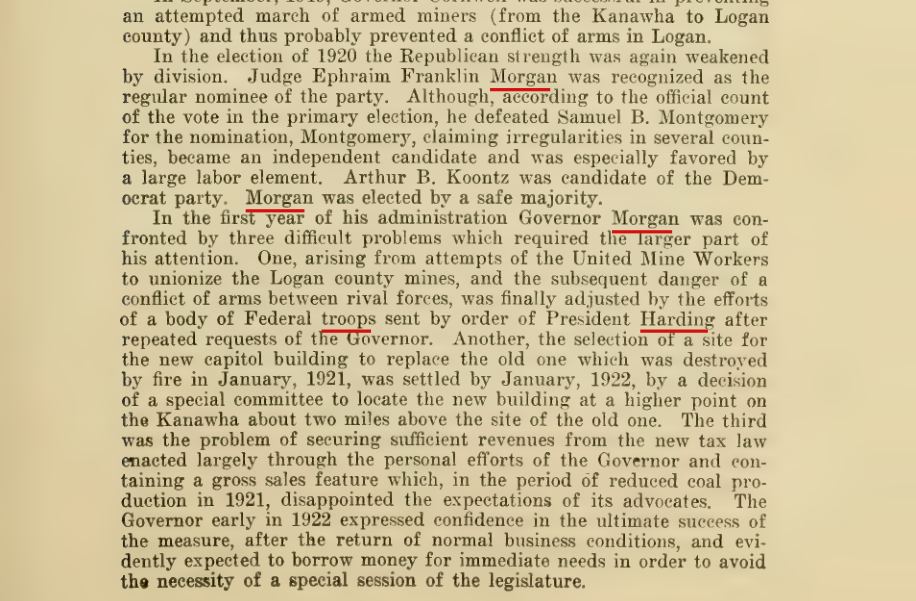 In September, 1919, Governor Cornwell was successful in preventing
an attempted march of armed miners (from the Kanawha to Logan
county) and thus probably prevented a conflict of arms in Logan.
In the election of 1920 the Republican strength was again weakened
by division. Judge Ephraim Franklin Morgan was recognized as the
regular nominee of the party. Although, according to the official count
of the vote in the primary election, he defeated Samuel B. Montgomery
for the nomination, Montgomery, claiming irregularities in several coun-
ties, became an independent candidate and was especially favored by
a large labor element. Arthur B. Koontz was candidate of the Dem-
ocrat party. Morgan was elected by a safe majority.
In the first year of his administration Governor Morgan was con-
fronted by three difficult problems which required the larger part of
his attention. One, arising from attempts of the United Mine Workers
to unionize the Logan county mines, and the subsequent danger of a
conflict of arms between rival forces, was finally adjusted by the efforts
of a body of Federal troops sent by order of President Harding after
repeated requests of the Governor. Another, the selection of a site for
the new capitol building to replace the old one which was destroyed
by fire in January, 1921, was settled by January, 1922, by a decision
of a special committee to locate the new building at a higher point on
the Kanawha about two miles above the site of the old one. The third
was the problem of securing sufficient revenues from the new tax law
enacted largely through the personal efforts of the Governor and con-
taining a gross sales feature which, in the period of reduced coal pro-
duction in 1921, disappointed the expectations of its advocates. The
Governor early in 1922 expressed confidence in the ultimate success of
the measure, after the return of normal business conditions, and evi-
dently expected to borrow money for immediate needs in order to avoid
the necessity of a special session of the legislature.